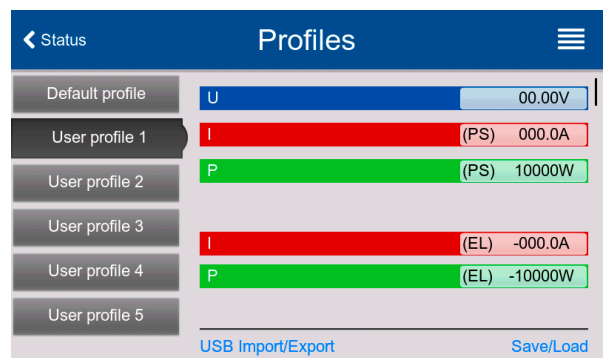 Status
Profiles
Default profile
User profile 1
User profile 2
User profile 3
User profile 4
User profile 5
U 00.00V
I (PS) 000.0A
P (PS) 10000W
I (EL) -000.0A
P (EL) -10000W
USB Import/Export Save/Load